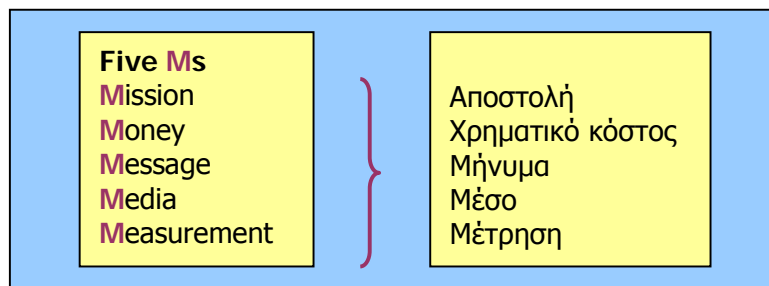 Five Ms
Mission
Money
Message
Media
Measurement
Αποστολή
Χρηματικό κόστος
Μήνυμα
Μέσο
Μέτρηση